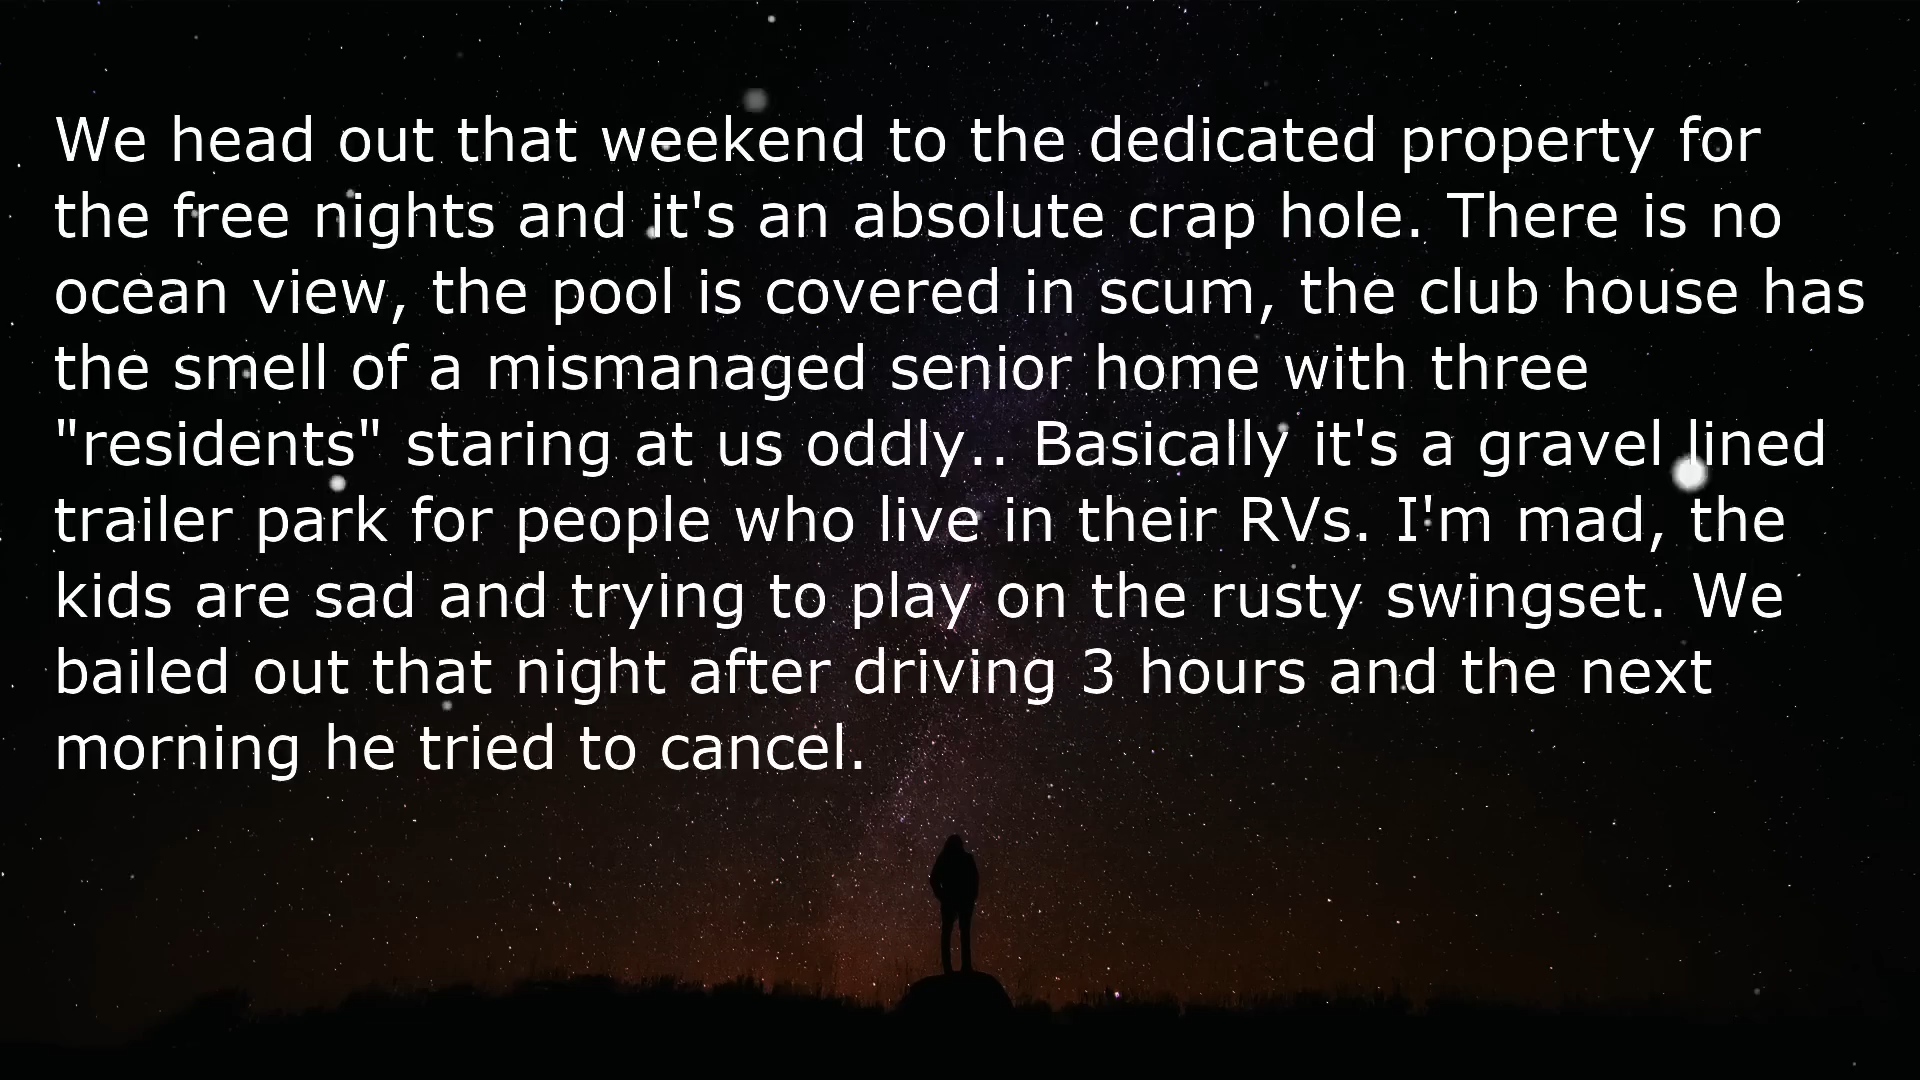 We head out that weekend to the dedicated property for
the free nights and it's an absolute crap hole. There is no
ocean view, the pool is covered in scum, the club house has
the smell of a mismanaged senior home with three
"residents" staring at us oddly.. Basically it's a gravel lined
trailer park for people who live in their RVs. I'm mad, the
kids are sad and trying to play on the rusty swingset. We
bailed out that night after driving 3 hours and the next
morning he tried to cancel.